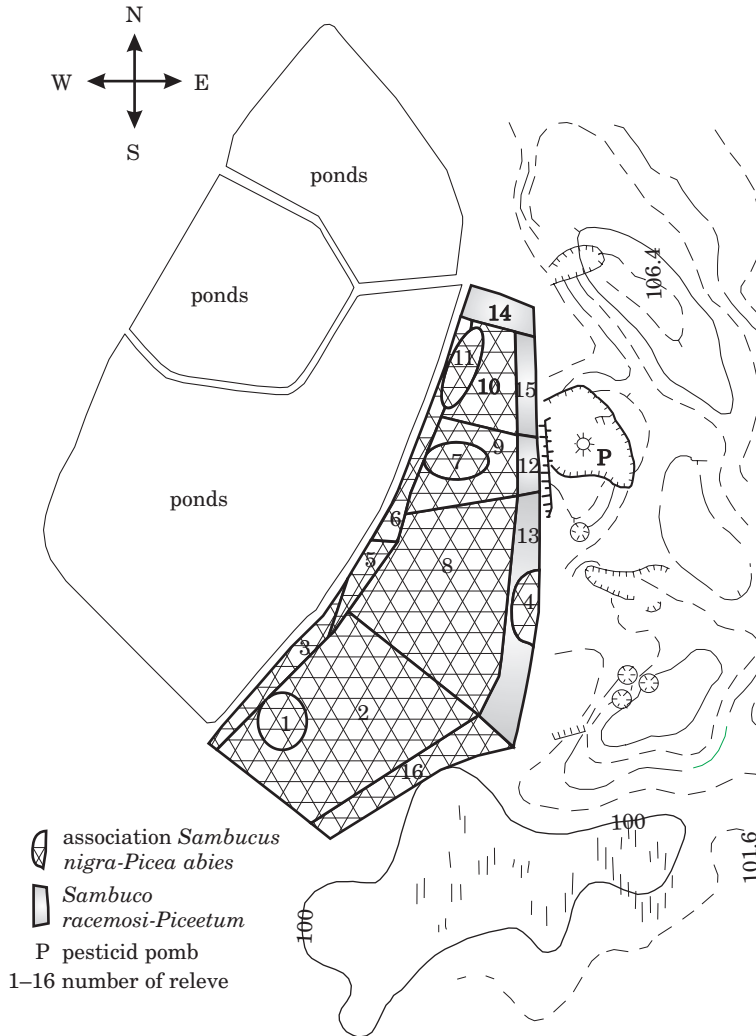 N
W E
S
ponds
ponds
ponds
106.4
14
11
10
15
9
7
12
P
6
13
5
8
4
3
1
2
16
100
101.6
100
association Sambucus
nigra-Picea abies
Sambuco
racemosi-Piceetum
P pesticid pomb
1–16 number of releve